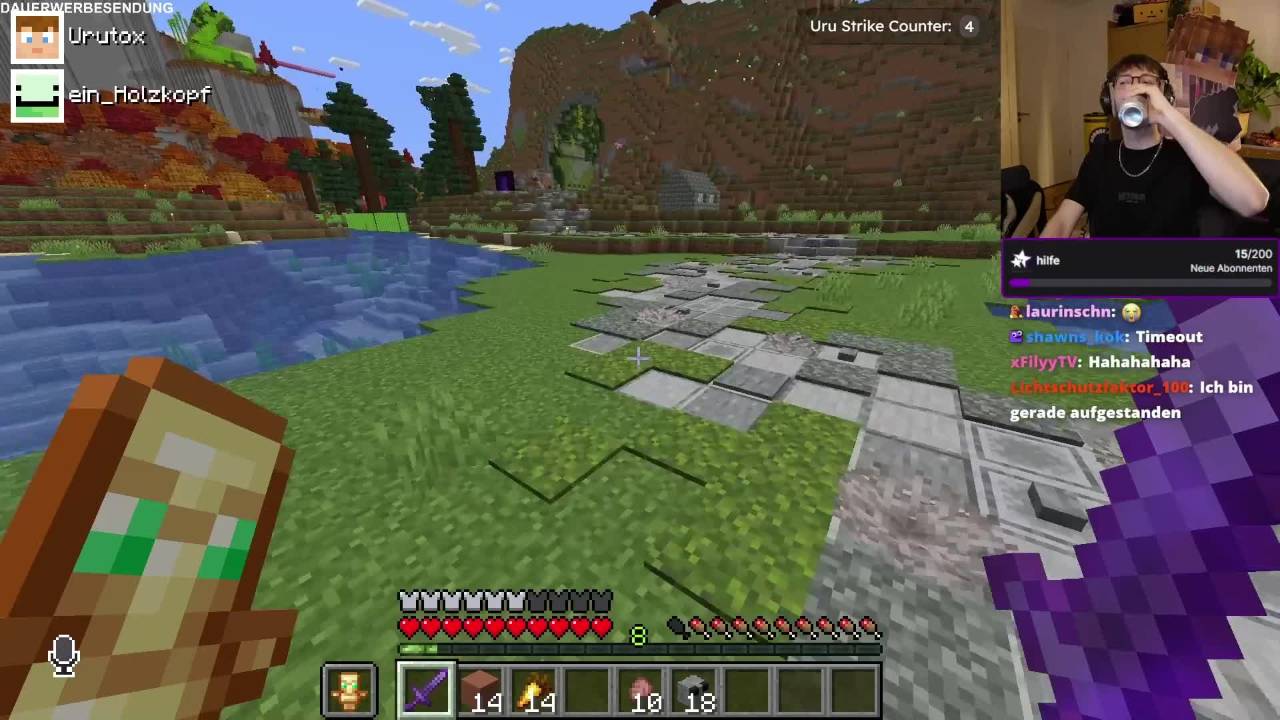 DAUERWERBESENDUNG
Urutox
ein_Holzkopf
Uru Strike Counter: 4
hilfe
15/200
Neue Abonnenten
laurinschn: 😭
shawns_kok: Timeout
xFilyyTV: Hahahahaha
Lichtschutzfaktor_100: Ich bin
gerade aufgestanden
8
14
14
10
18